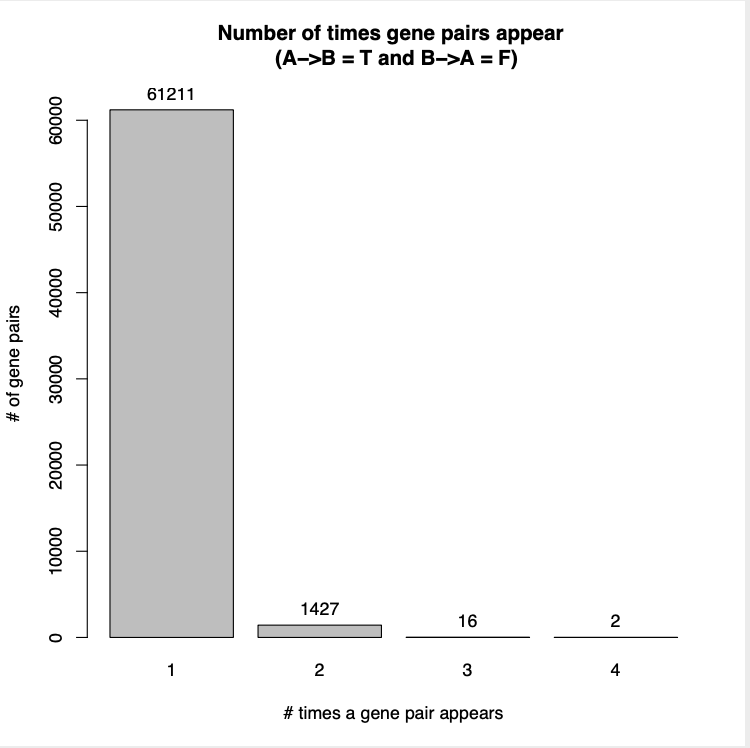 Number of times gene pairs appear
(A−>B = T and B−>A = F)
61211
1427
16
2
60000
50000
40000
30000
20000
10000
0
# of gene pairs
1 2 3 4
# times a gene pair appears